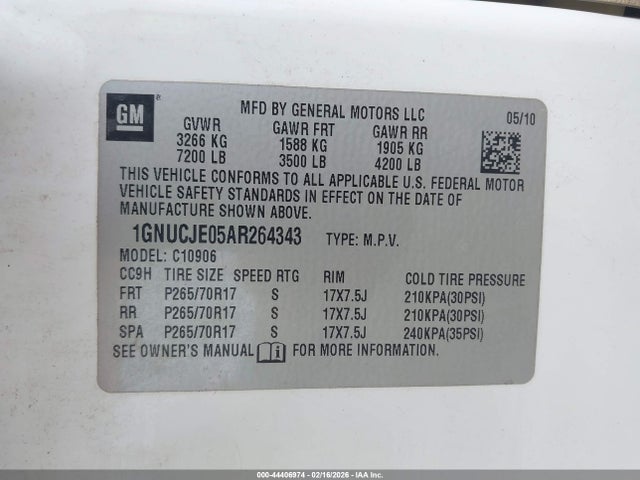 GM
MFD BY GENERAL MOTORS LLC
05/10
GVWR GAWR FRT GAWR RR
3266 KG 1588 KG 1905 KG
7200 LB 3500 LB 4200 LB
THIS VEHICLE CONFORMS TO ALL APPLICABLE U.S. FEDERAL MOTOR
VEHICLE SAFETY STANDARDS IN EFFECT ON THE DATE OF
MANUFACTURE SHOWN ABOVE.
1GNUCJE05AR264343 TYPE: M.P.V.
MODEL: C10906
CC9H TIRE SIZE SPEED RTG RIM COLD TIRE PRESSURE
FRT P265/70R17 S 17X7.5J 210KPA(30PSI)
RR P265/70R17 S 17X7.5J 210KPA(30PSI)
SPA P265/70R17 S 17X7.5J 240KPA(35PSI)
SEE OWNER'S MANUAL FOR MORE INFORMATION.
000-44406974 - 02/16/2026 - IAA, Inc.